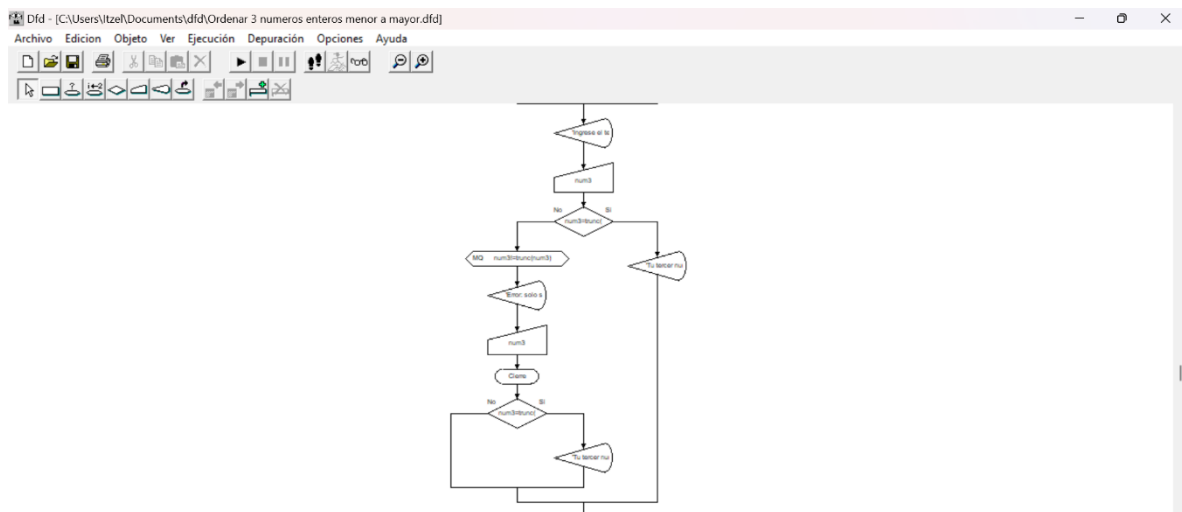 Dfd - [C:\Users\Itzel\Documents\dfd\Ordenar 3 numeros enteros menor a mayor.dfd]
Archivo Edicion Objeto Ver Ejecución Depuración Opciones Ayuda
'Ingrese el te
num3
No Si
num3=trunc(
MQ num3!=trunc(num3)
'Tu tercer nu
'Error: solo s
num3
Cierre
No Si
num3=trunc(
'Tu tercer nu